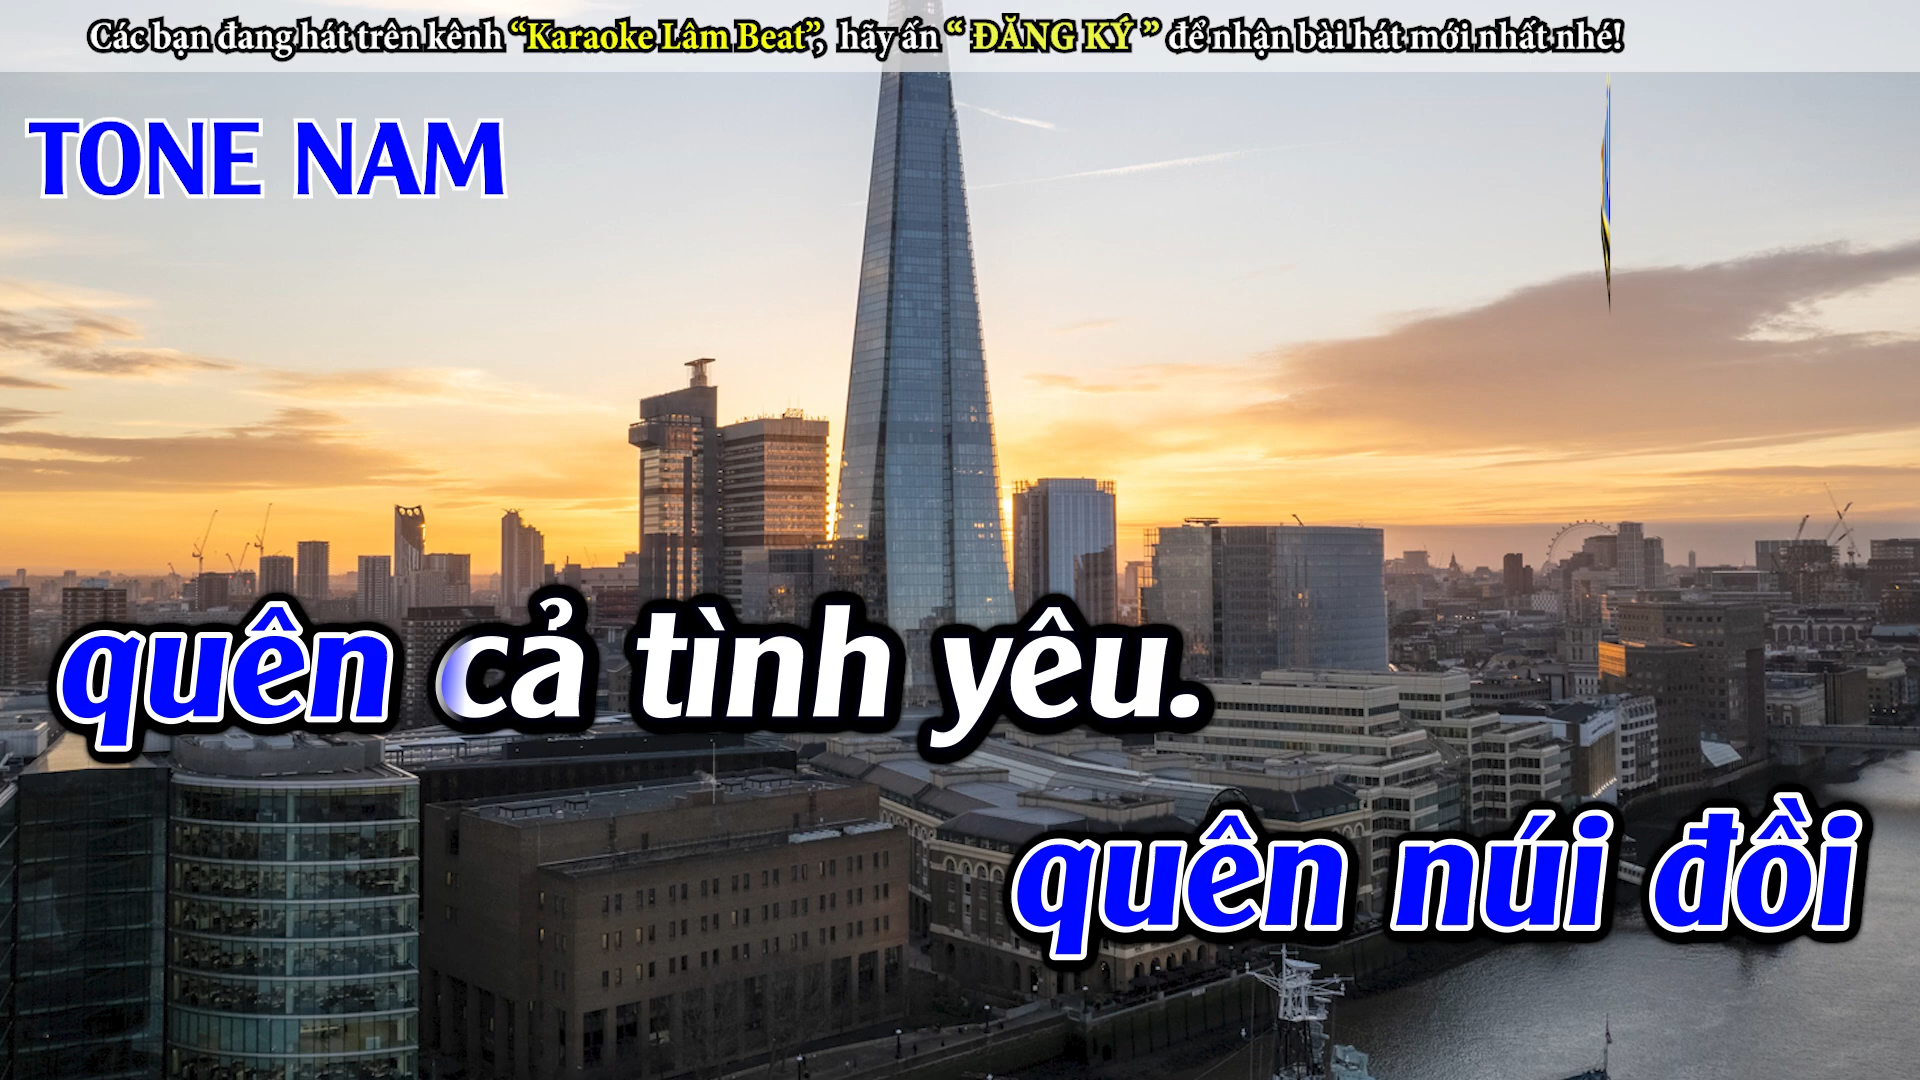 Các bạn đang hát trên kênh “Karaoke Lâm Beat”, hãy ấn “ ĐĂNG KÝ ” để nhận bài hát mới nhất nhé!
TONE NAM
quên cả tình yêu.
quên núi đồi